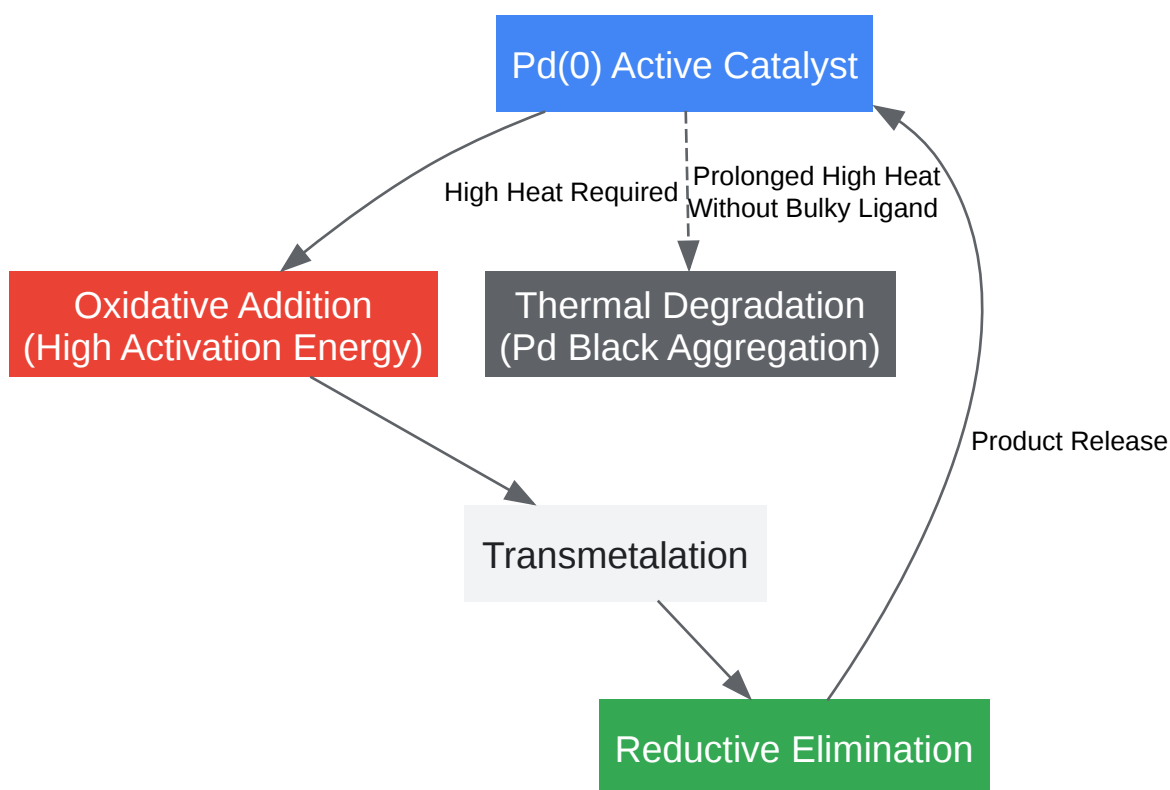 Pd(0) Active Catalyst
High Heat Required
Prolonged High Heat
Without Bulky Ligand
Oxidative Addition
(High Activation Energy)
Thermal Degradation
(Pd Black Aggregation)
Product Release
Transmetalation
Reductive Elimination